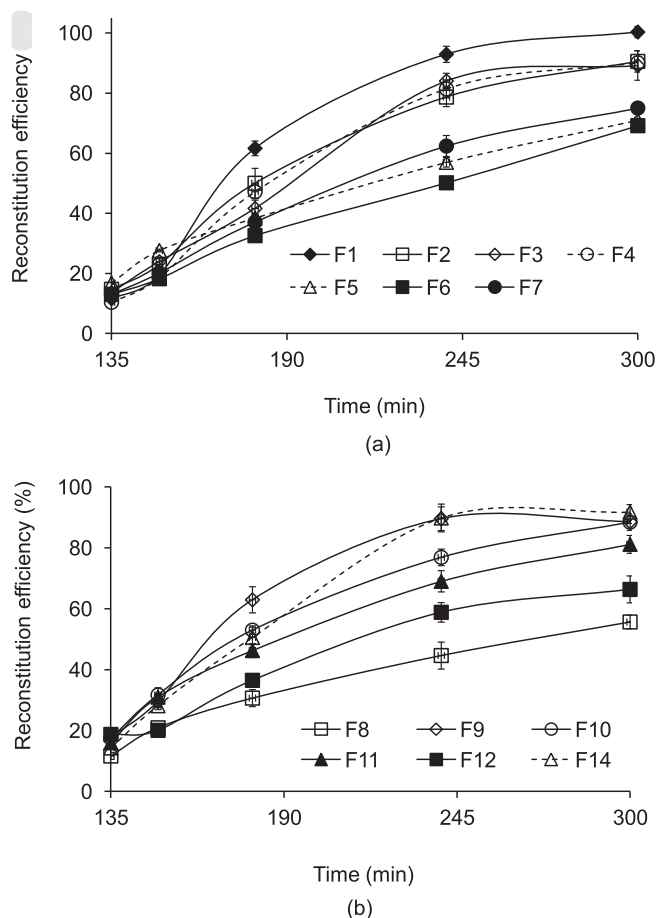 Reconstitution efficiency
100
80
60
40
20
0
F1 F2 F3 F4
F5 F6 F7
135 190 245 300
Time (min)
(a)
Reconstitution efficiency (%)
100
80
60
40
20
0
F8 F9 F10
F11 F12 F14
135 190 245 300
Time (min)
(b)